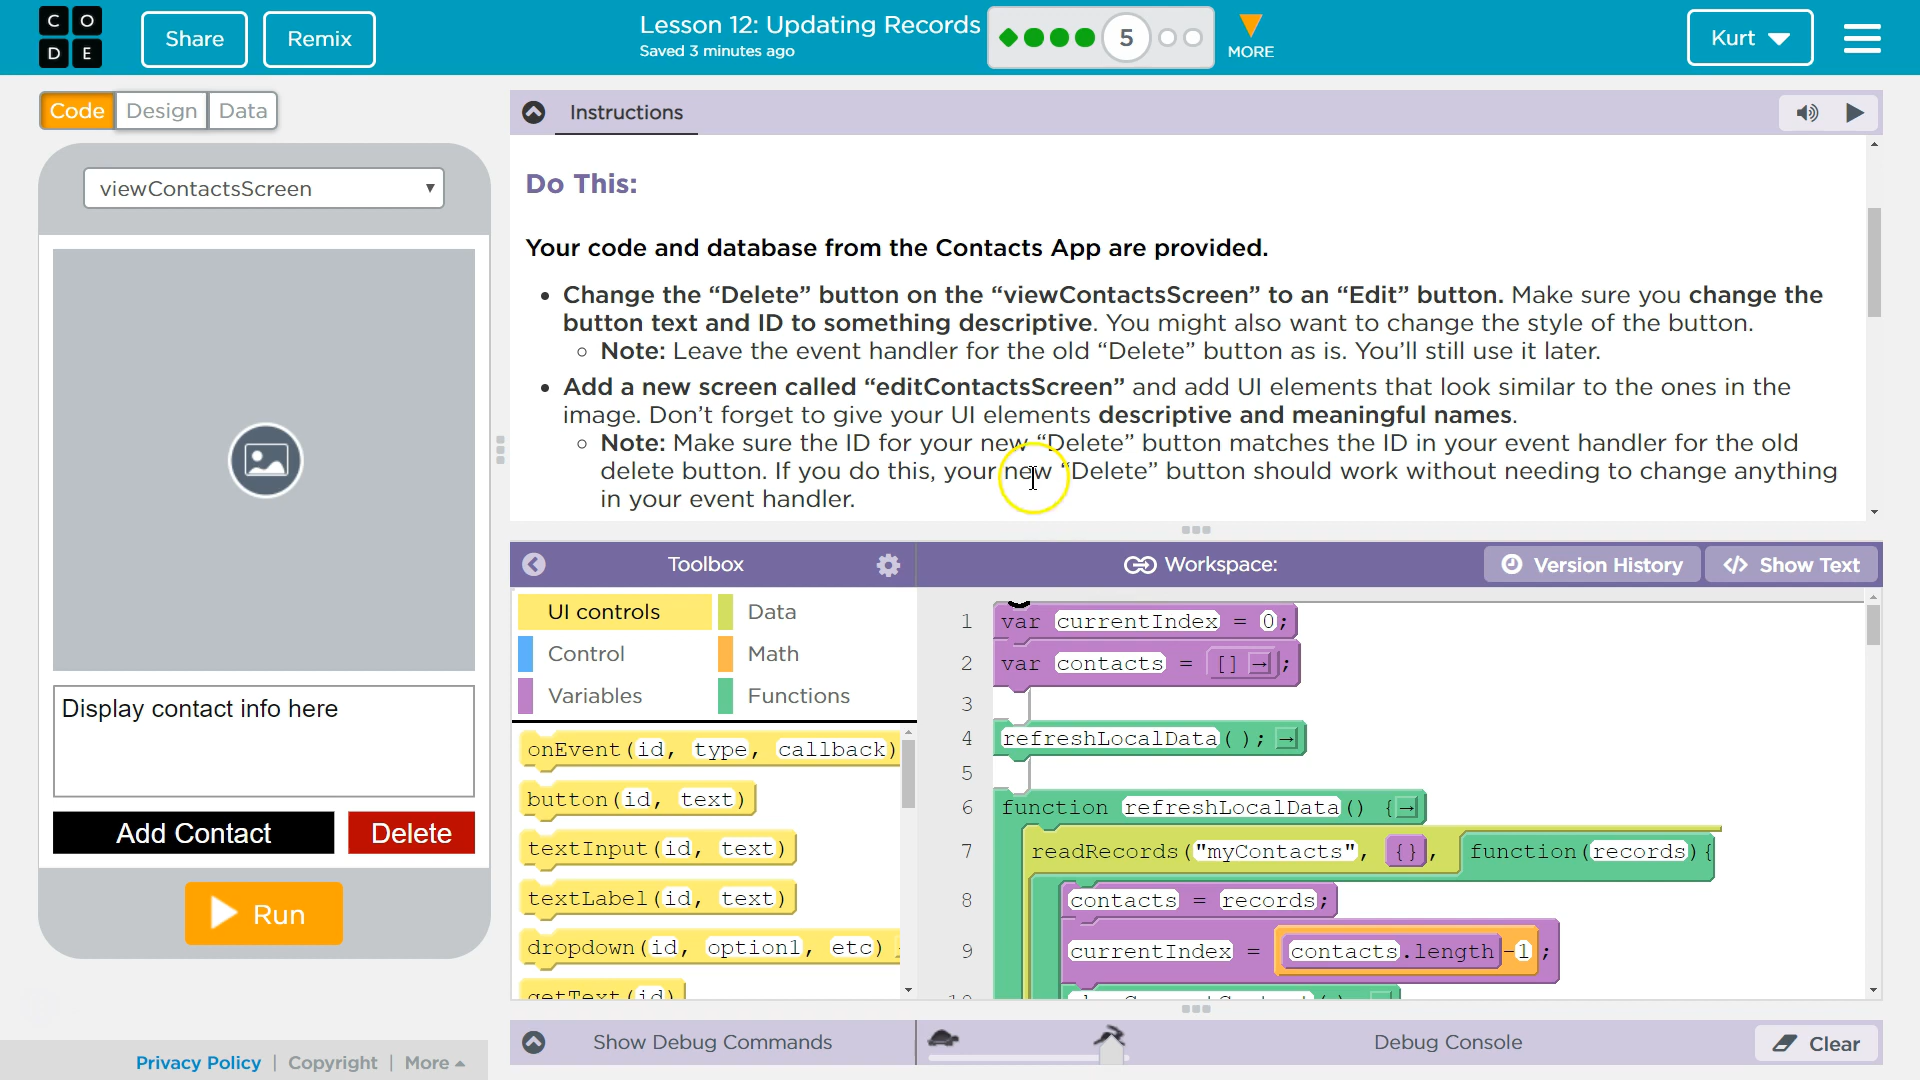 CODE
Share
Remix
Lesson 12: Updating Records
Saved 3 minutes ago
5
MORE
Kurt
Code
Design
Data
viewContactsScreen
Display contact info here
Add Contact
Delete
Run
Privacy Policy | Copyright | More
Instructions
Do This:
Your code and database from the Contacts App are provided.
• Change the “Delete” button on the “viewContactsScreen” to an “Edit” button. Make sure you change the
button text and ID to something descriptive. You might also want to change the style of the button.
○ Note: Leave the event handler for the old “Delete” button as is. You’ll still use it later.
• Add a new screen called “editContactsScreen” and add UI elements that look similar to the ones in the
image. Don’t forget to give your UI elements descriptive and meaningful names.
○ Note: Make sure the ID for your new “Delete” button matches the ID in your event handler for the old
delete button. If you do this, your new “Delete” button should work without needing to change anything
in your event handler.
Toolbox
Workspace:
Version History
</> Show Text
UI controls
Data
Control
Math
Variables
Functions
onEvent(id, type, callback)
button(id, text)
textInput(id, text)
textLabel(id, text)
dropdown(id, option1, etc)
getText(id)
1 var currentIndex = 0;
2 var contacts = [] → ;
3
4 refreshLocalData( ); →
5
6 function refreshLocalData() { →
7 readRecords("myContacts", {}, function(records){
8 contacts = records;
9 currentIndex = contacts.length -1 ;
10
Show Debug Commands
Debug Console
Clear